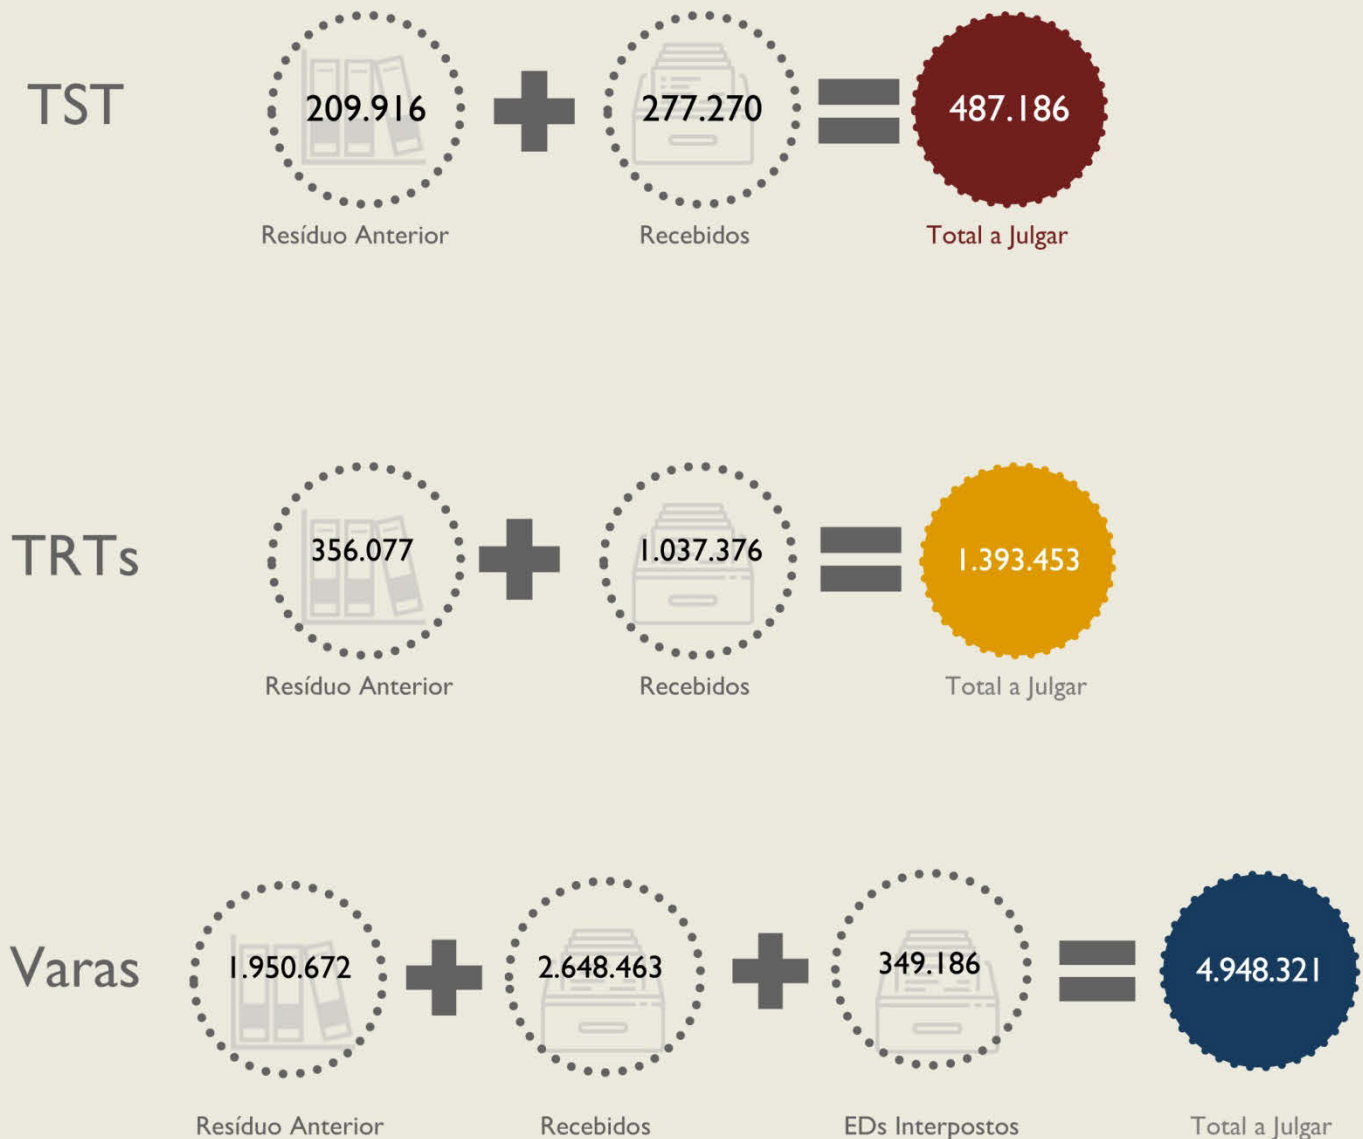 TST
209.916
277.270
487.186
Resíduo Anterior
Recebidos
Total a Julgar
TRTs
356.077
1.037.376
1.393.453
Resíduo Anterior
Recebidos
Total a Julgar
Varas
1.950.672
2.648.463
349.186
4.948.321
Resíduo Anterior
Recebidos
EDs Interpostos
Total a Julgar